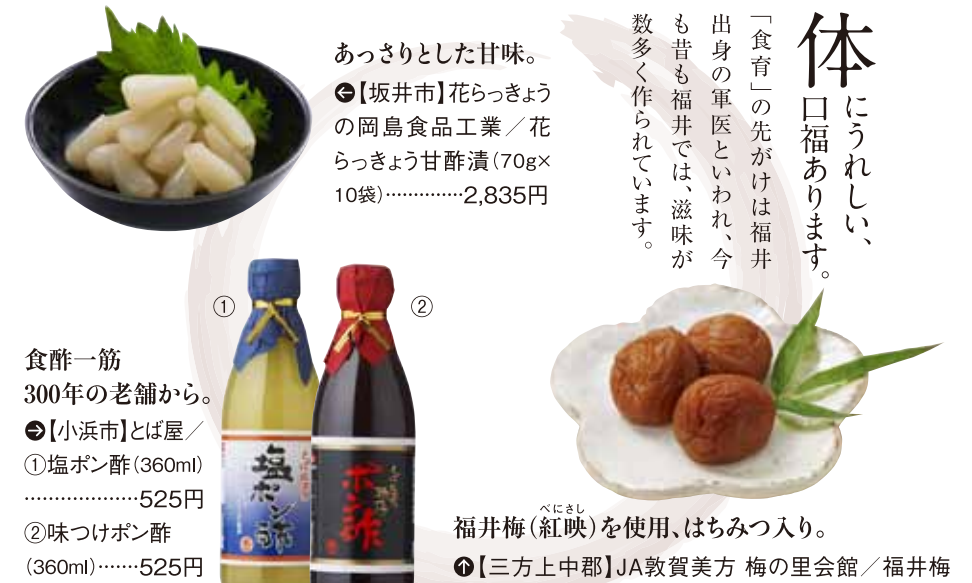 体にうれしい、
口福あります。
「食育」の先がけは福井
出身の軍医といわれ、今
も昔も福井では、滋味が
数多く作られています。
あっさりとした甘味。
←【坂井市】花らっきょう
の岡島食品工業／花
らっきょう甘酢漬（70g×
10袋）……………2,835円
①
②
食酢一筋
300年の老舗から。
→【小浜市】とば屋／
①塩ポン酢（360ml）
…………………525円
②味つけポン酢
（360ml）……525円
塩ポン酢
ポン酢
福井梅（紅映）を使用、はちみつ入り。
べにさし
↑【三方上中郡】JA敦賀美方 梅の里会館／福井梅